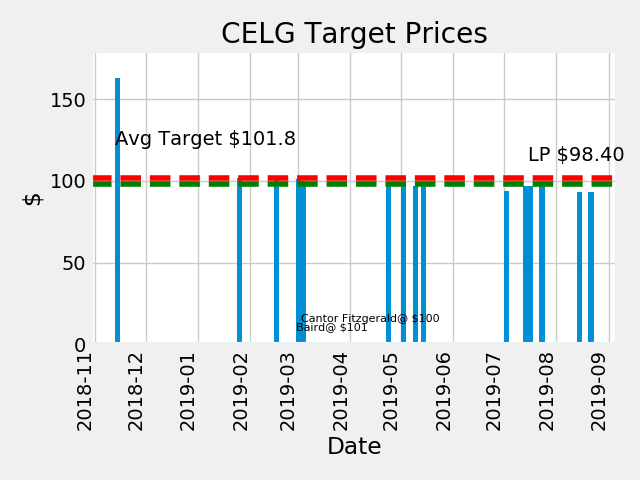 CELG Target Prices
$
150
100
50
0
Avg Target $101.8
LP $98.40
Cantor Fitzgerald@ $100
Baird@ $101
2018-11
2018-12
2019-01
2019-02
2019-03
2019-04
2019-05
2019-06
2019-07
2019-08
2019-09
Date